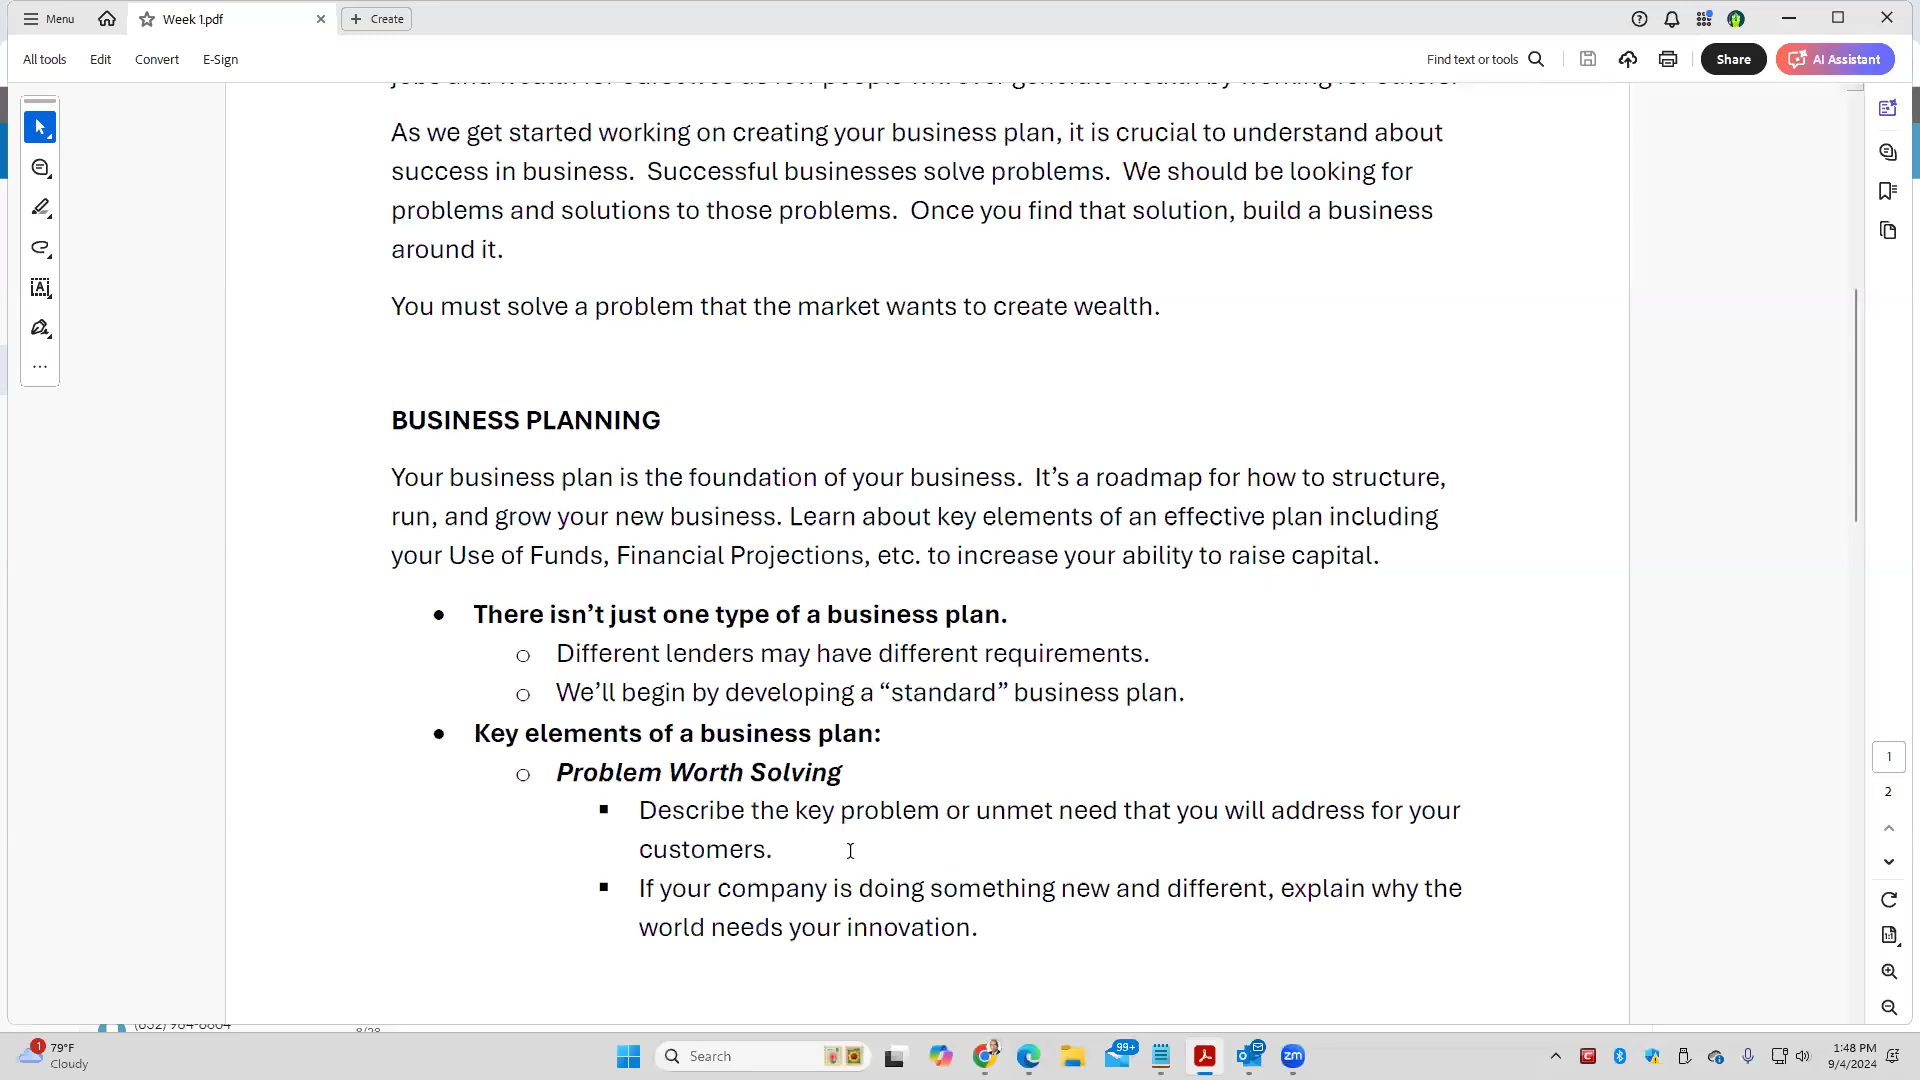 Menu
Week 1.pdf
Create
All tools
Edit
Convert
E-Sign
Find text or tools
Share
AI Assistant
jobs and wealth for ourselves as few people will ever generate wealth by working for others.
As we get started working on creating your business plan, it is crucial to understand about
success in business.  Successful businesses solve problems.  We should be looking for
problems and solutions to those problems.  Once you find that solution, build a business
around it.
You must solve a problem that the market wants to create wealth.
BUSINESS PLANNING
Your business plan is the foundation of your business.  It’s a roadmap for how to structure,
run, and grow your new business. Learn about key elements of an effective plan including
your Use of Funds, Financial Projections, etc. to increase your ability to raise capital.
There isn’t just one type of a business plan.
Different lenders may have different requirements.
We’ll begin by developing a “standard” business plan.
Key elements of a business plan:
Problem Worth Solving
Describe the key problem or unmet need that you will address for your
customers.
If your company is doing something new and different, explain why the
world needs your innovation.
1
2
8/28
1
79°F
Cloudy
Search
99+
zm
1:48 PM
9/4/2024